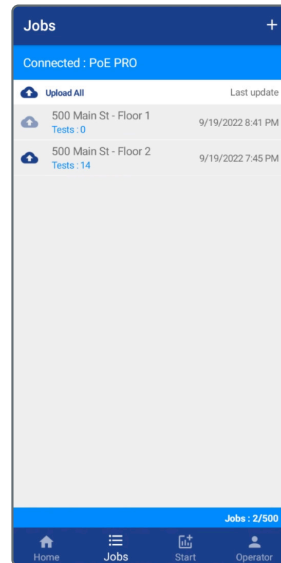 Jobs +
Connected : PoE PRO
Upload All Last update
500 Main St - Floor 1 9/19/2022 8:41 PM
Tests : 0
500 Main St - Floor 2 9/19/2022 7:45 PM
Tests : 14
Jobs : 2/500
Home Jobs Start Operator